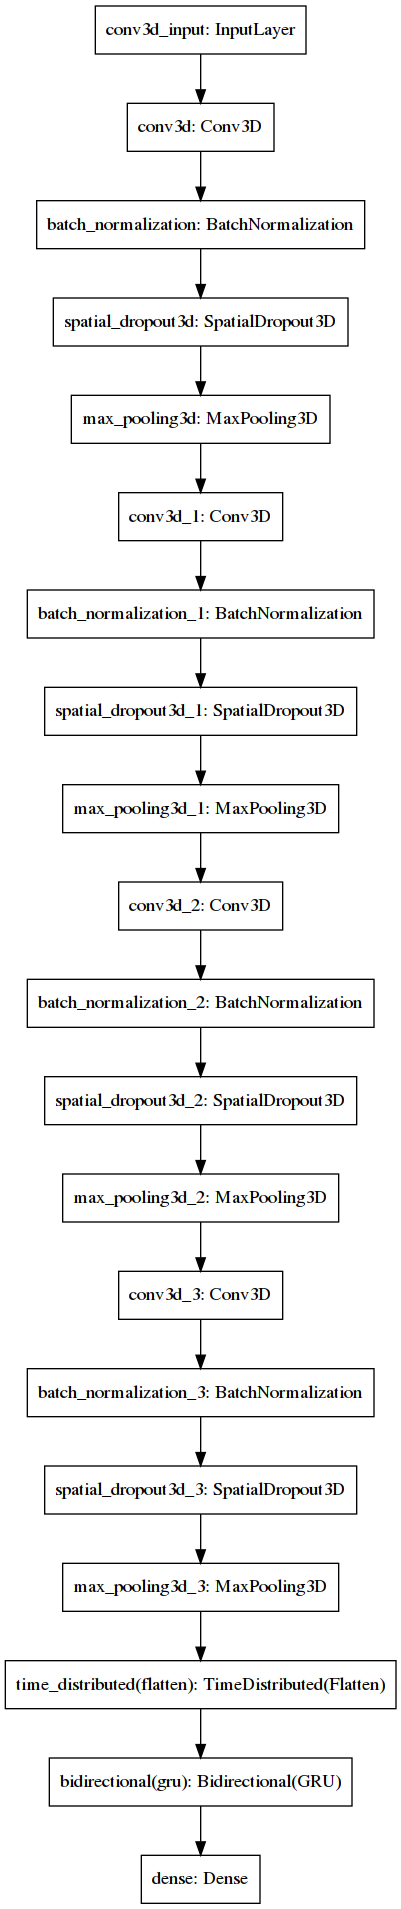 conv3d_input: InputLayer
conv3d: Conv3D
batch_normalization: BatchNormalization
spatial_dropout3d: SpatialDropout3D
max_pooling3d: MaxPooling3D
conv3d_1: Conv3D
batch_normalization_1: BatchNormalization
spatial_dropout3d_1: SpatialDropout3D
max_pooling3d_1: MaxPooling3D
conv3d_2: Conv3D
batch_normalization_2: BatchNormalization
spatial_dropout3d_2: SpatialDropout3D
max_pooling3d_2: MaxPooling3D
conv3d_3: Conv3D
batch_normalization_3: BatchNormalization
spatial_dropout3d_3: SpatialDropout3D
max_pooling3d_3: MaxPooling3D
time_distributed(flatten): TimeDistributed(Flatten)
bidirectional(gru): Bidirectional(GRU)
dense: Dense